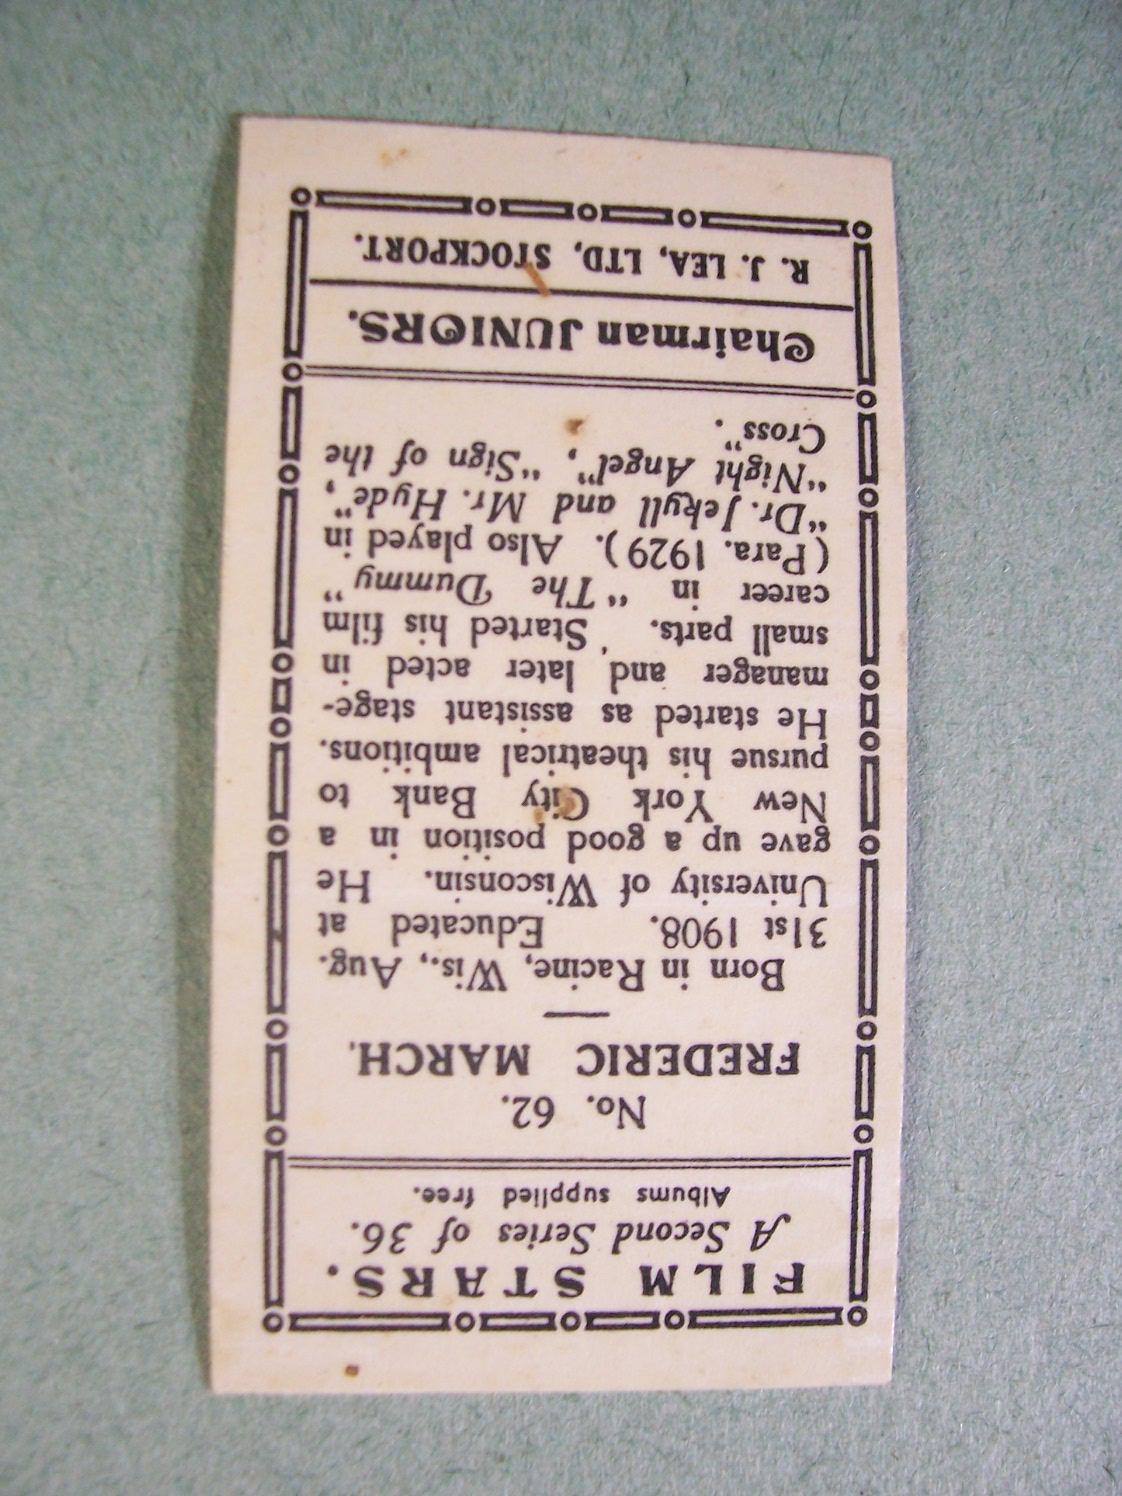 FILM STARS.
A Second Series of 36.
Albums supplied free.
No. 62.
FREDERIC MARCH.
Born in Racine, Wis., Aug.
31st 1908. Educated at
University of Wisconsin. He
gave up a good position in a
New York City Bank to
pursue his theatrical ambitions.
He started as assistant stage-
manager and later acted in
small parts. Started his film
career in "The Dummy"
(Para. 1929). Also played in
"Dr. Jekyll and Mr. Hyde",
"Night Angel", "Sign of the
Cross".
Chairman JUNIORS.
R. J. LEA, LTD, STOCKPORT.